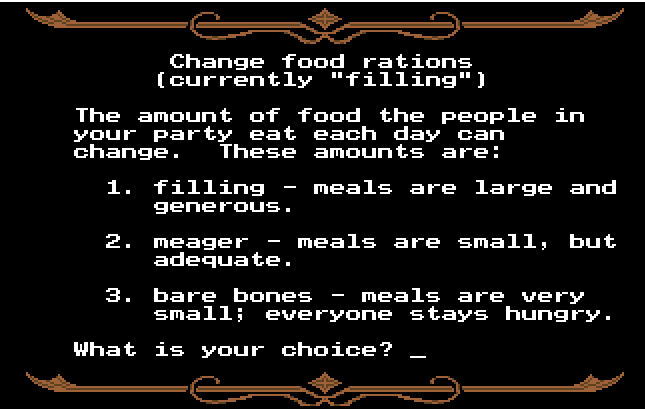 Change food rations
(currently "filling")
The amount of food the people in
your party eat each day can
change.  These amounts are:
1. filling - meals are large and
generous.
2. meager - meals are small, but
adequate.
3. bare bones - meals are very
small; everyone stays hungry.
What is your choice? _